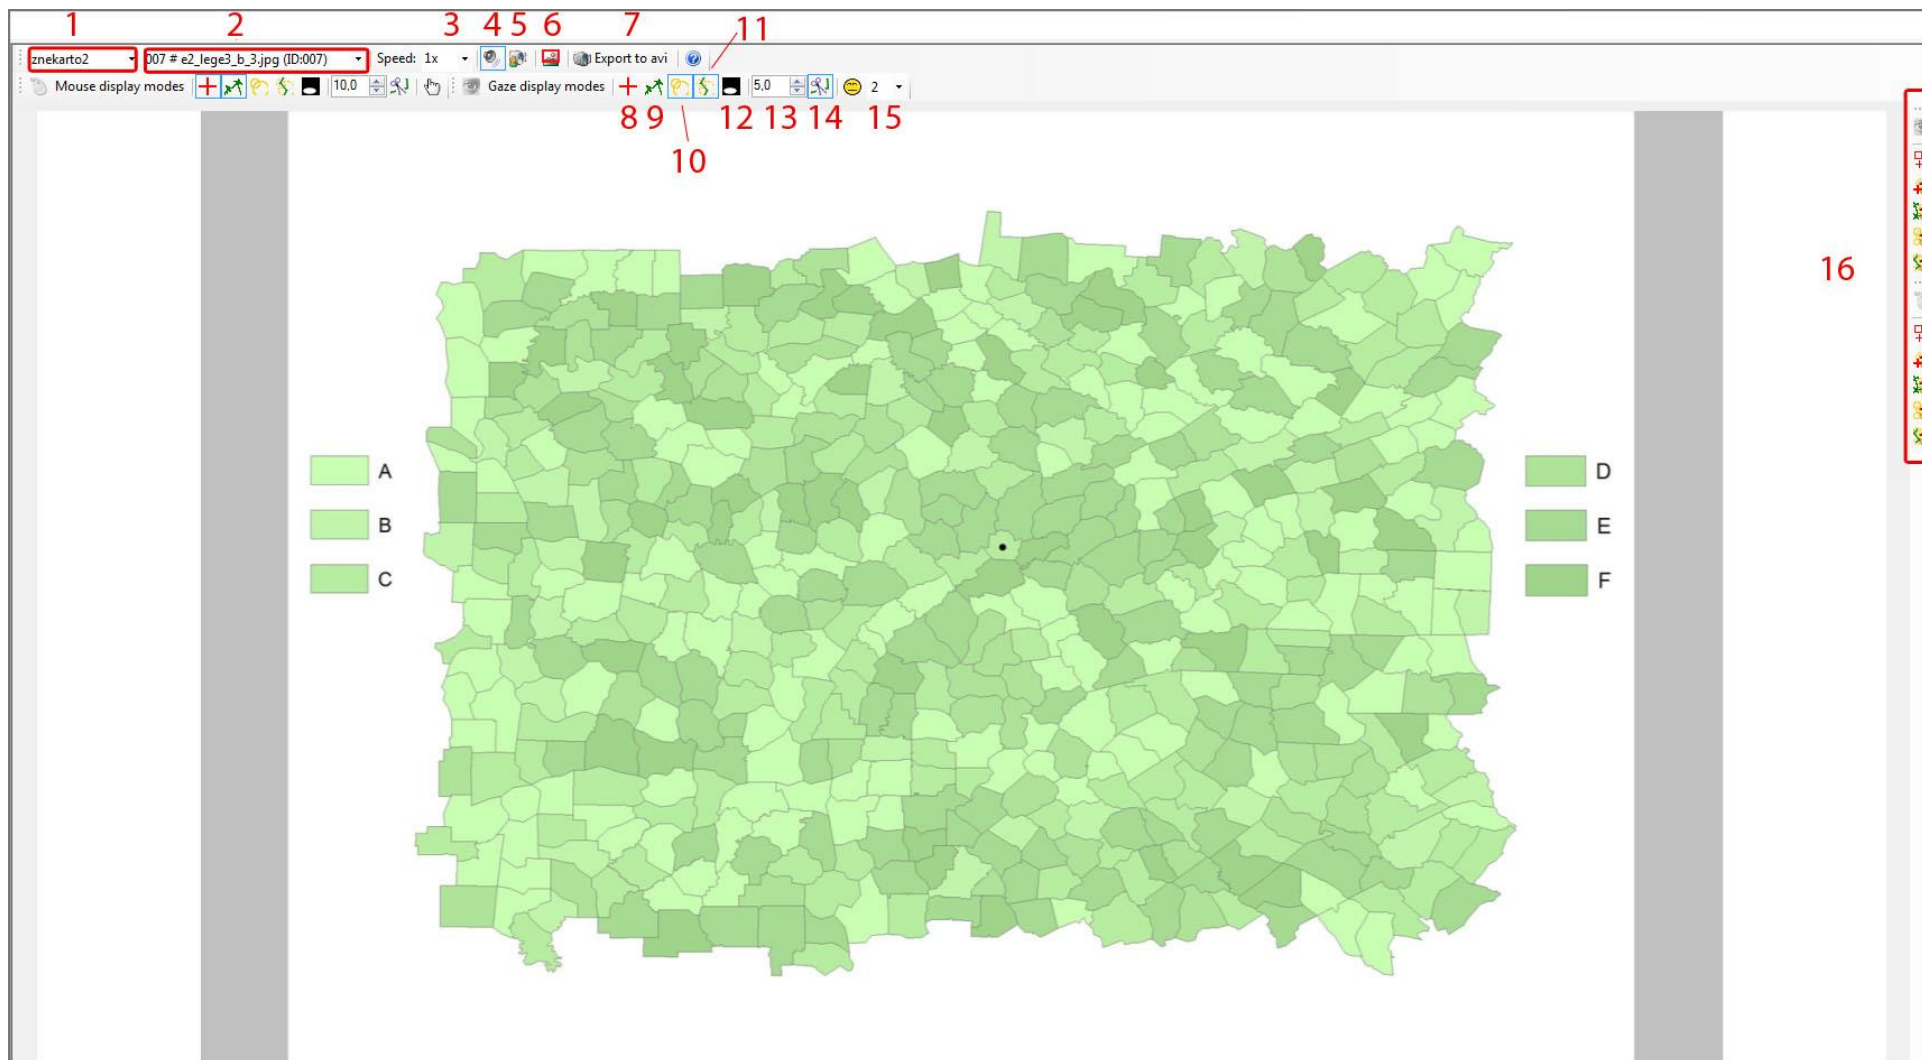 1 2 3 4 5 6 7 11
znekarto2 007 # e2_lege3_b_3.jpg (ID:007) Speed: 1x Export to avi
Mouse display modes 10,0 Gaze display modes 5,0 2
8 9 10 12 13 14 15
16
A
B
C
D
E
F